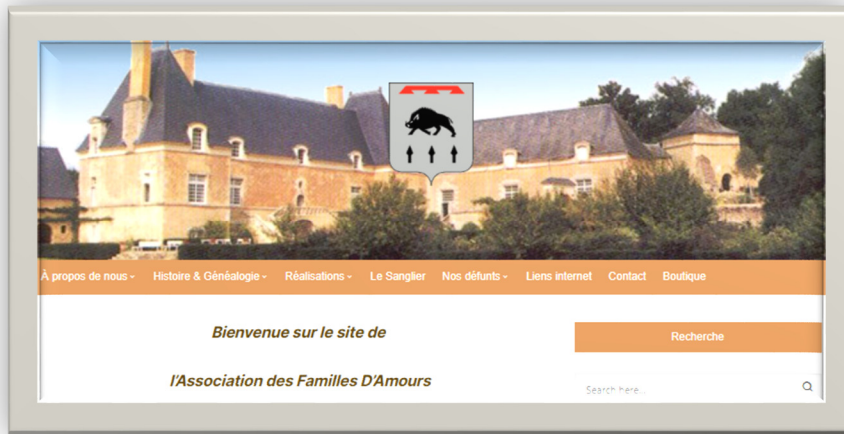 À propos de nous Histoire & Généalogie Réalisations Le Sanglier Nos défunts Liens internet Contact Boutique
Bienvenue sur le site de
Recherche
l'Association des Familles D'Amours
Search here...